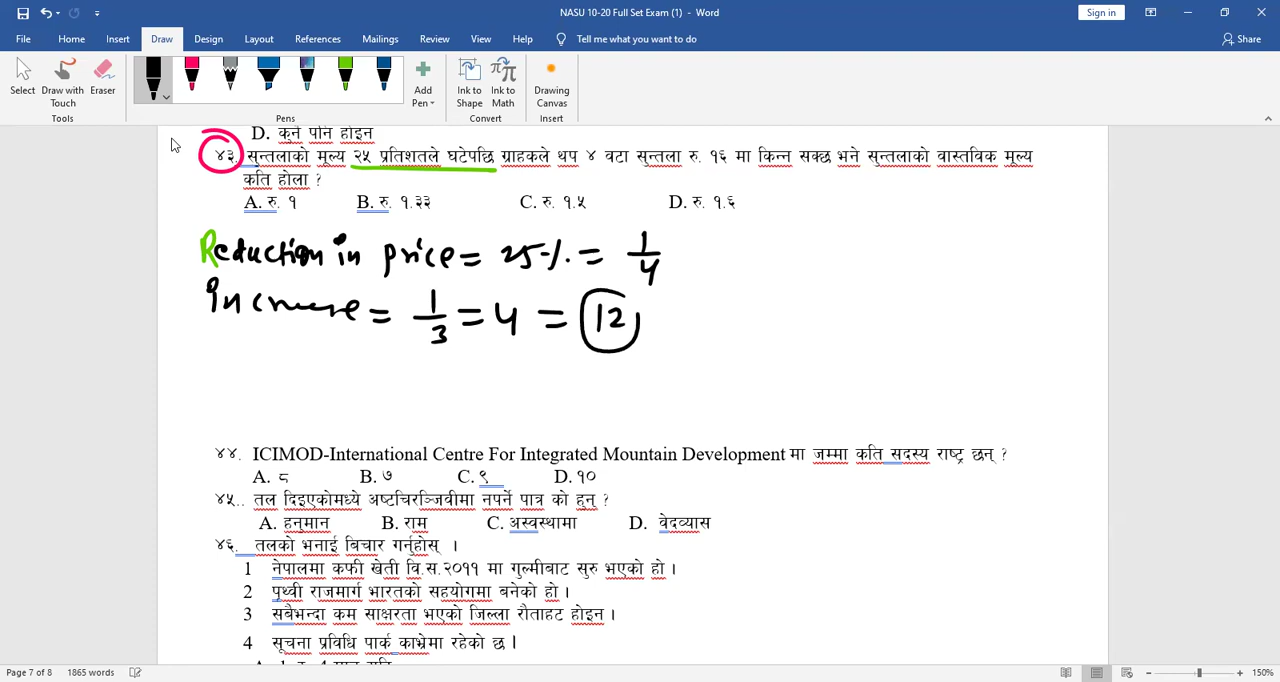 NASU 10-20 Full Set Exam (1) - Word
Sign in
File Home Insert Draw Design Layout References Mailings Review View Help Tell me what you want to do Share
Select Draw with Touch Eraser Add Pen Ink to Shape Ink to Math Drawing Canvas
Tools Pens Convert Insert
D. कुनै पनि होइन
४३. सुन्तलाको मूल्य २५ प्रतिशतले घटेपछि ग्राहकले थप ४ वटा सुन्तला रु. १६ मा किन्न सक्छ भने सुन्तलाको वास्तविक मूल्य
कति होला ?
A. रु. १ B. रु. १.३३ C. रु. १.५ D. रु. १.६
Reduction in price = 25% = 1/4
Increase = 1/3 = 4 = 12
४४. ICIMOD-International Centre For Integrated Mountain Development मा जम्मा कति सदस्य राष्ट्र छन् ?
A. ८ B. ७ C. ९ D. १०
४५.. तल दिइएकोमध्ये अष्टचिरञ्जिवीमा नपर्ने पात्र को हुन् ?
A. हनुमान B. राम C. अस्वस्थामा D. वेदव्यास
४६. तलको भनाई बिचार गर्नुहोस् ।
1 नेपालमा कफी खेती वि.स.२०११ मा गुल्मीबाट सुरु भएको हो ।
2 पृथ्वी राजमार्ग भारतको सहयोगमा बनेको हो ।
3 सबैभन्दा कम साक्षरता भएको जिल्ला रौताहट होइन ।
4 सूचना प्रविधि पार्क काभ्रेमा रहेको छ ।
Page 7 of 8 1865 words 150%